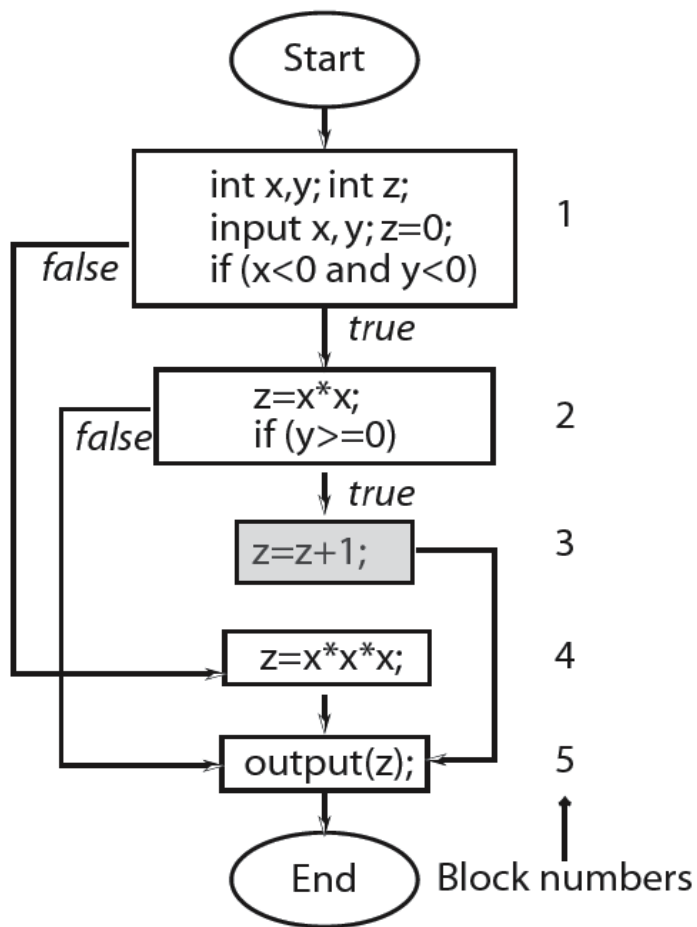 Start
int x,y; int z;
input x, y; z=0;
if (x<0 and y<0)
1
false
true
z=x*x;
if (y>=0)
2
false
true
z=z+1;
3
z=x*x*x;
4
output(z);
5
End
Block numbers